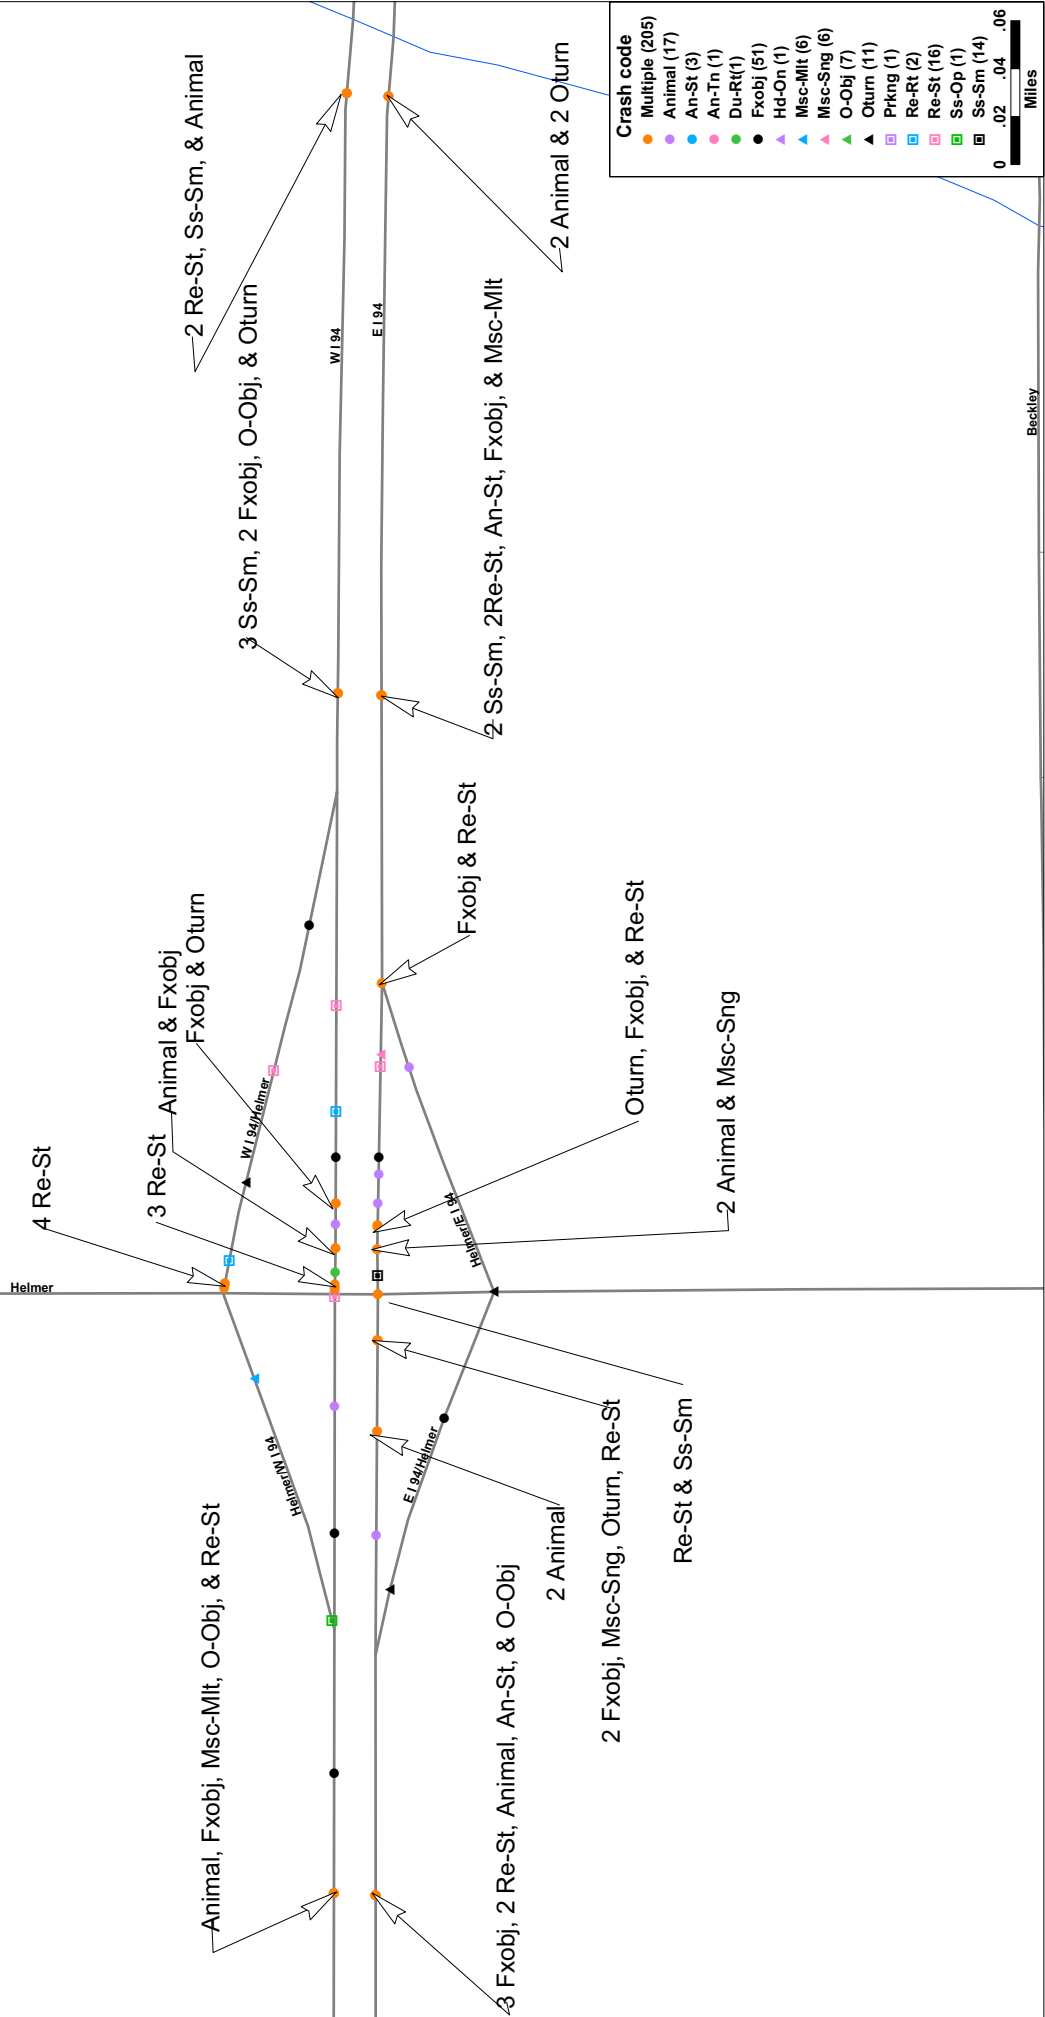 2 Re-St, Ss-Sm, & Animal
2 Animal & 2 Oturn
3 Ss-Sm, 2 Fxobj, O-Obj, & Oturn
2 Ss-Sm, 2Re-St, An-St, Fxobj, & Msc-Mlt
W I 94
E I 94
Beckley
Fxobj & Re-St
Animal & Fxobj
Fxobj & Oturn
3 Re-St
4 Re-St
Oturn, Fxobj, & Re-St
2 Animal & Msc-Sng
W I 94/Helmer
Helmer/E I 94
Helmer
Helmer/W I 94
E I 94/Helmer
Re-St & Ss-Sm
2 Fxobj, Msc-Sng, Oturn, Re-St
2 Animal
Animal, Fxobj, Msc-Mlt, O-Obj, & Re-St
3 Fxobj, 2 Re-St, Animal, An-St, & O-Obj
Crash code
Multiple (205)
Animal (17)
An-St (3)
An-Tn (1)
Du-Rt(1)
Fxobj (51)
Hd-On (1)
Msc-Mlt (6)
Msc-Sng (6)
O-Obj (7)
Oturn (11)
Prkng (1)
Re-Rt (2)
Re-St (16)
Ss-Op (1)
Ss-Sm (14)
0 .02 .04 .06
Miles